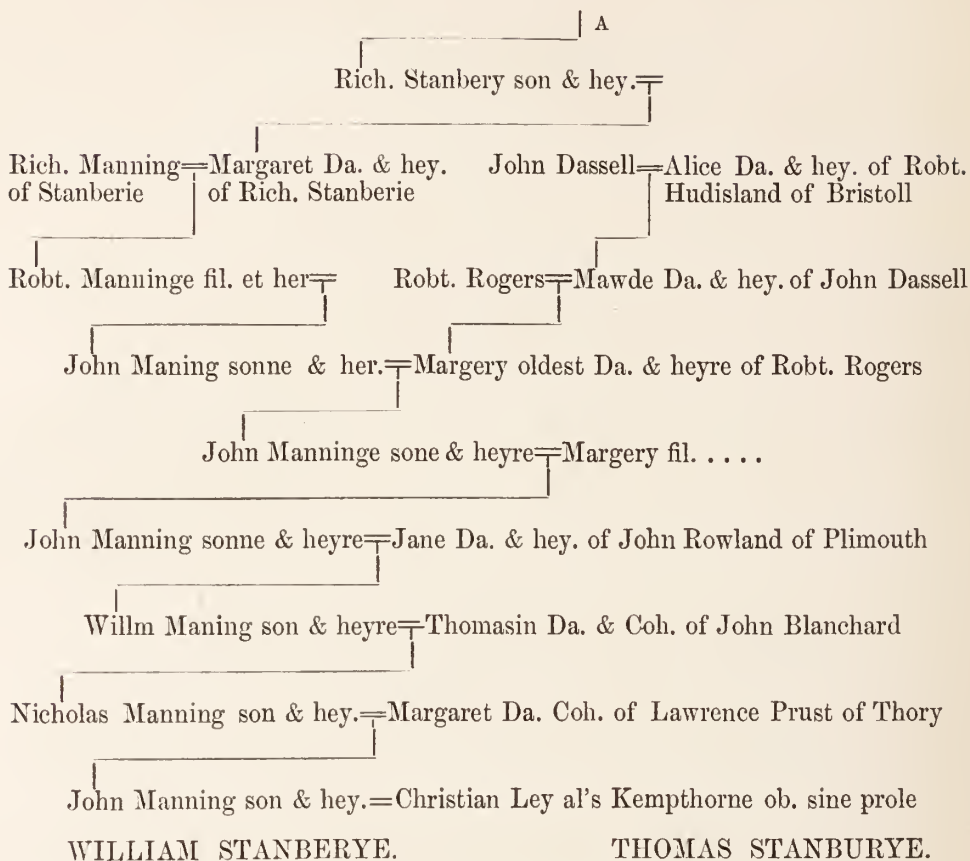 A
Rich. Stanbery son & hey.
Rich. Manning=Margaret Da. & hey. John Dassell=Alice Da. & hey. of Robt.
of Stanberie of Rich. Stanberie Hudisland of Bristoll
Robt. Manninge fil. et her= Robt. Rogers=Mawde Da. & hey. of John Dassell
John Maning sonne & her.=Margery oldest Da. & heyre of Robt. Rogers
John Manninge sone & heyre=Margery fil. . . . .
John Manning sonne & heyre=Jane Da. & hey. of John Rowland of Plimouth
Willm Maning son & heyre=Thomasin Da. & Coh. of John Blanchard
Nicholas Manning son & hey.=Margaret Da. Coh. of Lawrence Prust of Thory
John Manning son & hey.=Christian Ley al's Kempthorne ob. sine prole
WILLIAM STANBERYE. THOMAS STANBURYE.